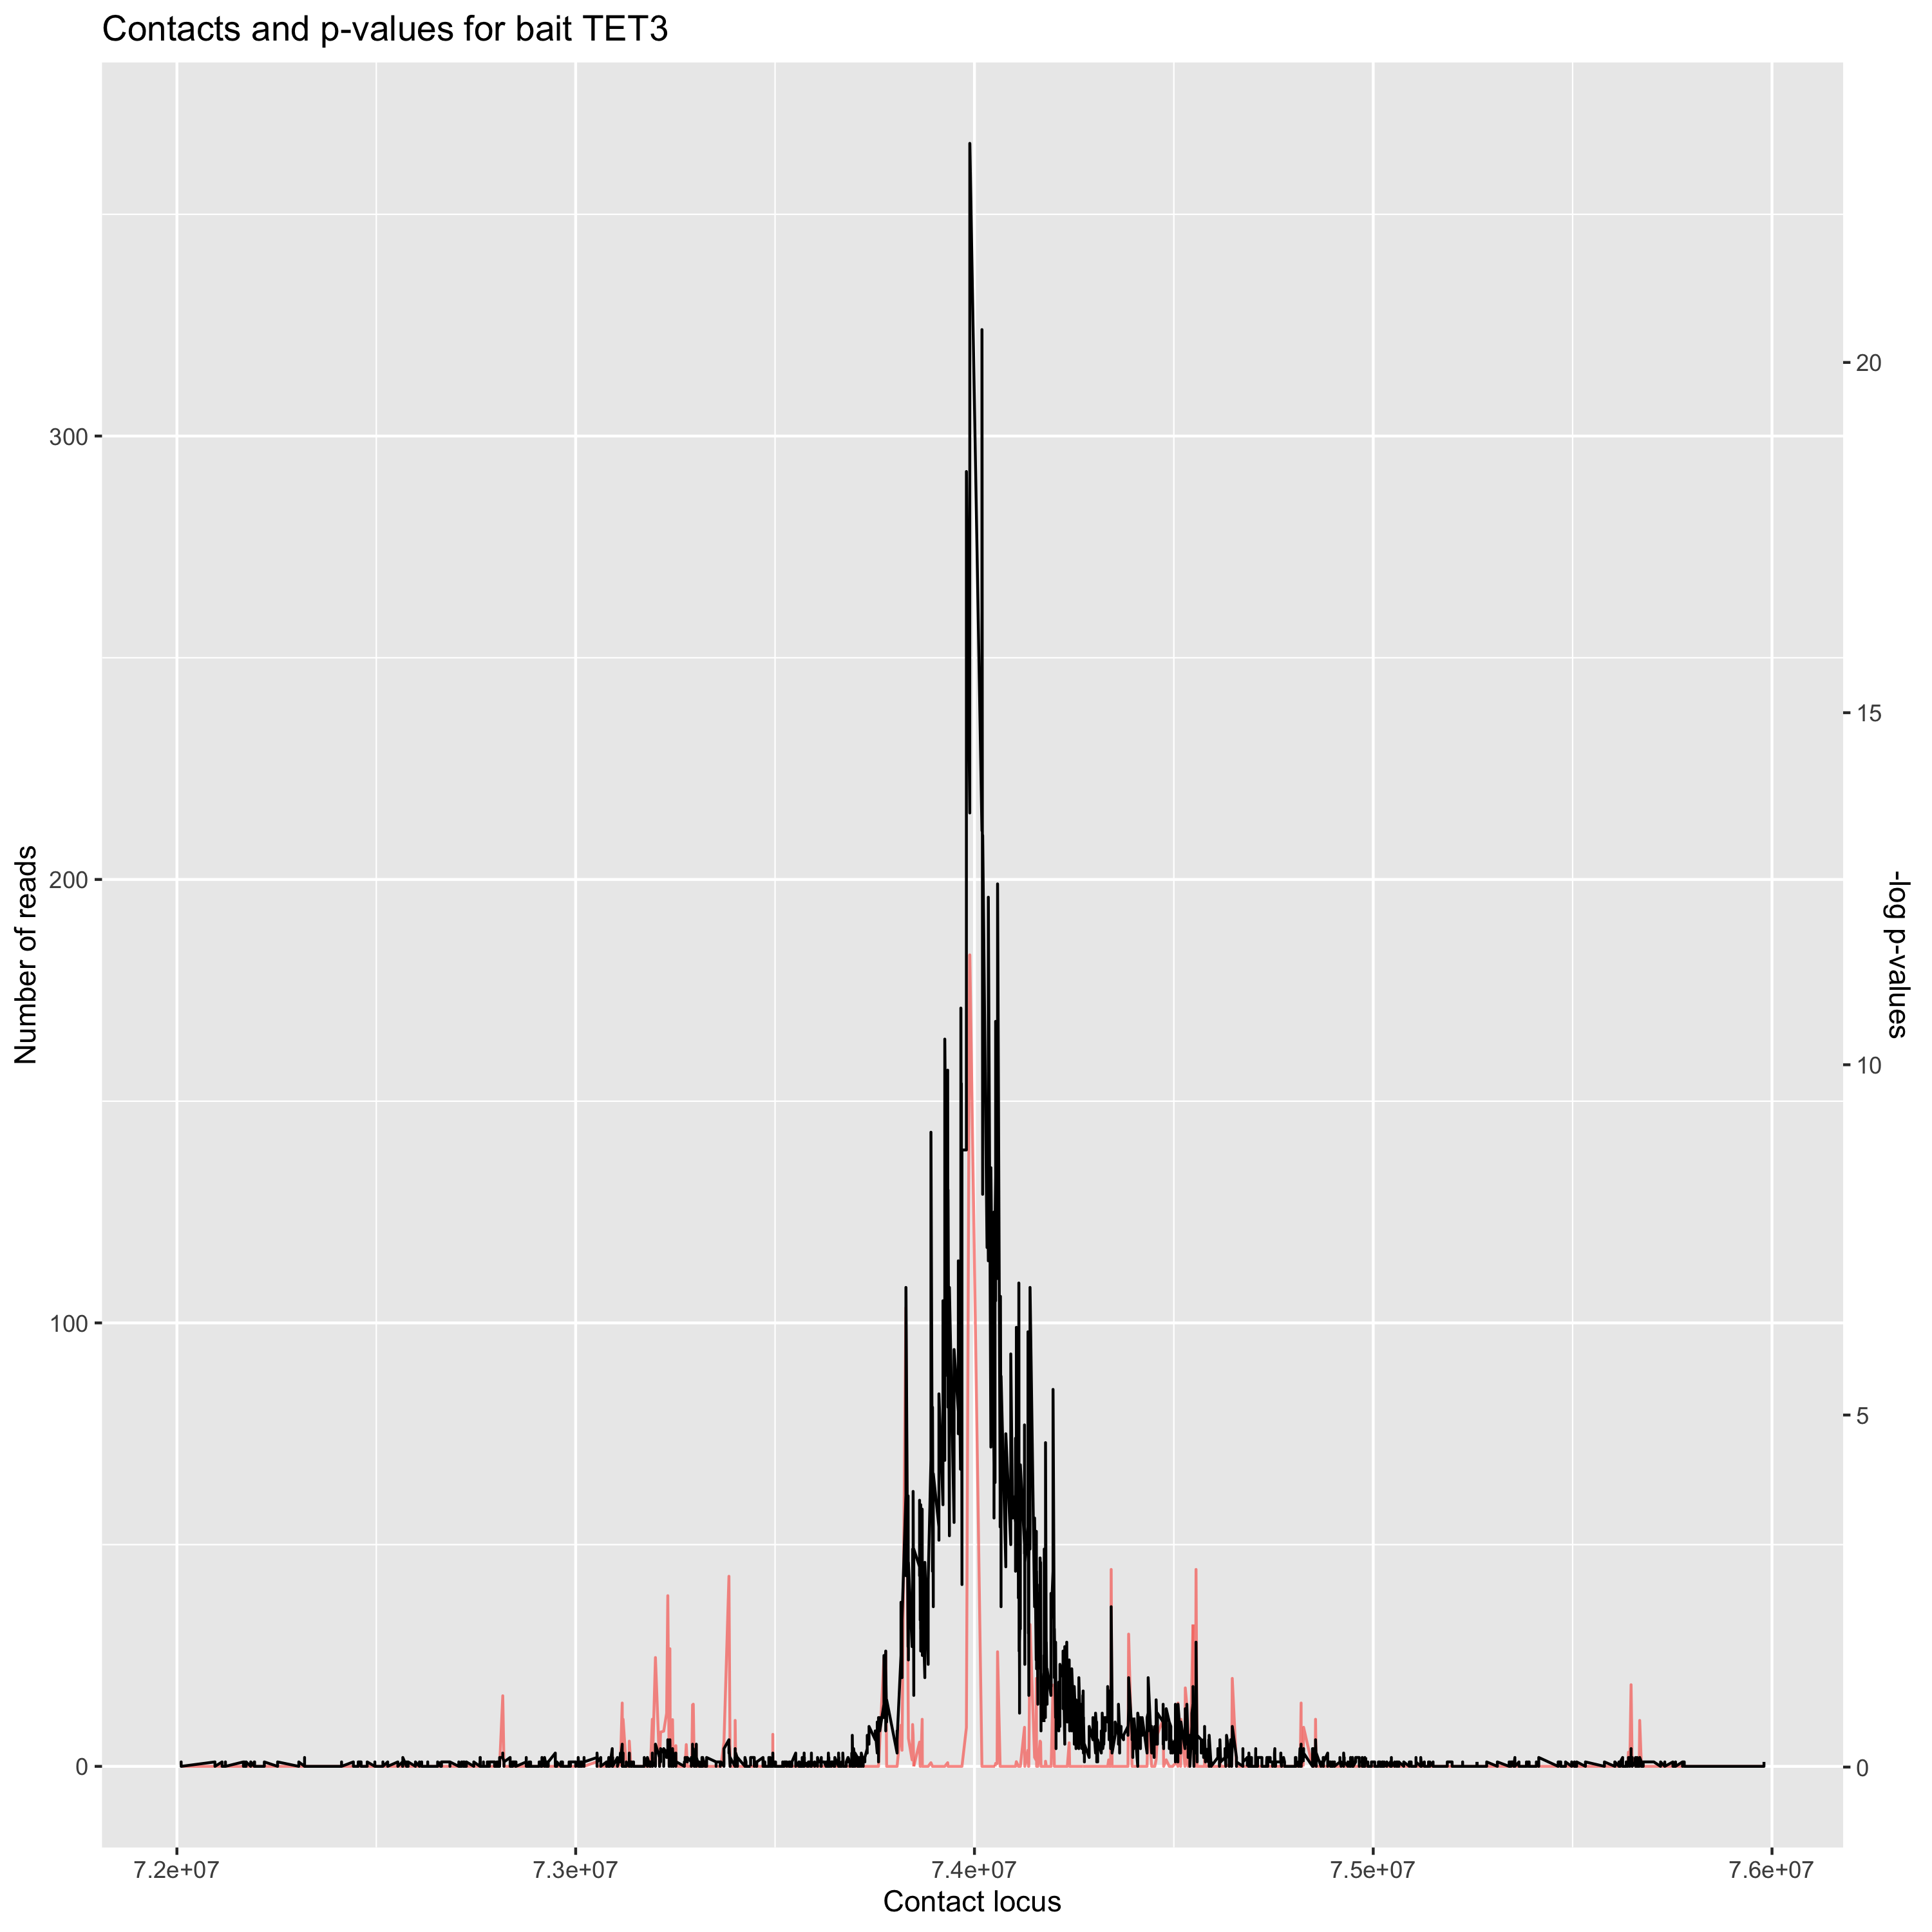 Contacts and p-values for bait TET3
Number of reads
300
200
100
0
20
15
10
5
0
-log p-values
7.2e+07
7.3e+07
7.4e+07
7.5e+07
7.6e+07
Contact locus